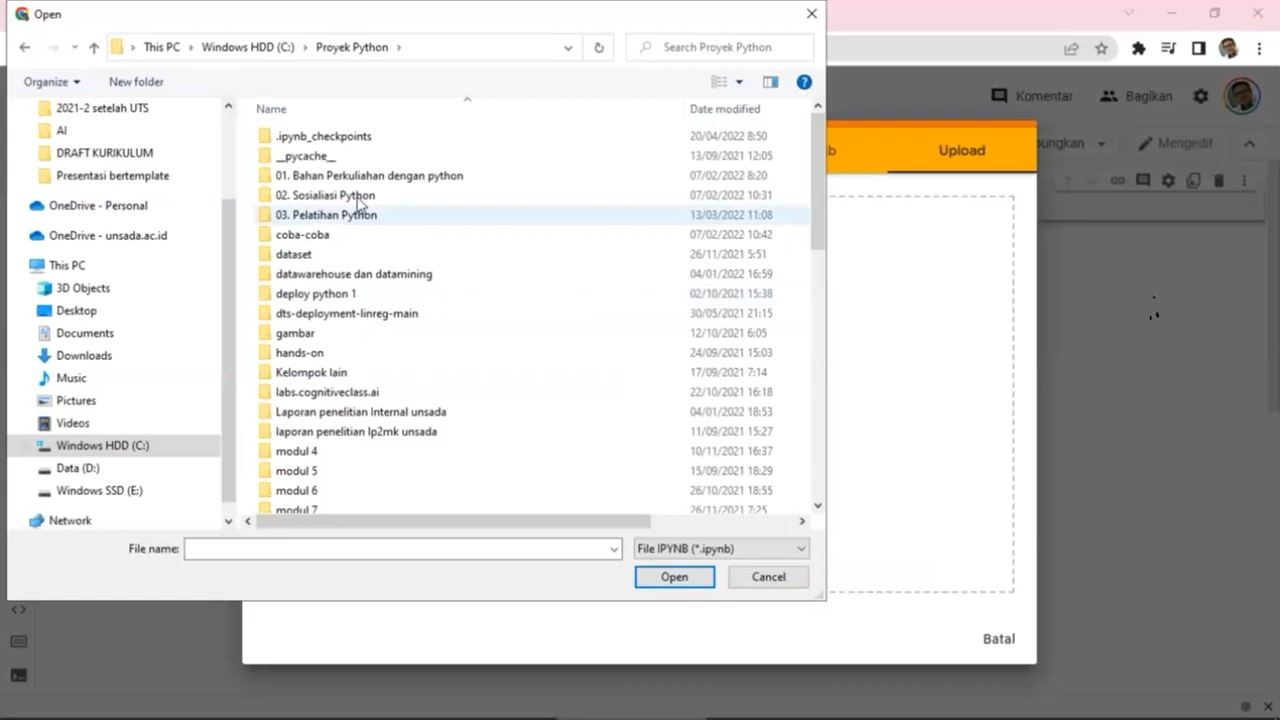 Open
This PC > Windows HDD (C:) > Proyek Python >
Search Proyek Python
Organize
New folder
Name
Date modified
2021-2 setelah UTS
AI
DRAFT KURIKULUM
Presentasi bertemplate
OneDrive - Personal
OneDrive - unsada.ac.id
This PC
3D Objects
Desktop
Documents
Downloads
Music
Pictures
Videos
Windows HDD (C:)
Data (D:)
Windows SSD (E:)
Network
.ipynb_checkpoints 20/04/2022 8:50
__pycache__ 13/09/2021 12:05
01. Bahan Perkuliahan dengan python 07/02/2022 8:20
02. Sosialiasi Python 07/02/2022 10:31
03. Pelatihan Python 13/03/2022 11:08
coba-coba 07/02/2022 10:42
dataset 26/11/2021 5:51
datawarehouse dan datamining 04/01/2022 16:59
deploy python 1 02/10/2021 15:38
dts-deployment-linreg-main 30/05/2021 21:15
gambar 12/10/2021 6:05
hands-on 24/09/2021 15:03
Kelompok lain 17/09/2021 7:14
labs.cognitiveclass.ai 22/10/2021 16:18
Laporan penelitian Internal unsada 04/01/2022 18:53
laporan penelitian lp2mk unsada 11/09/2021 15:27
modul 4 10/11/2021 16:37
modul 5 15/09/2021 18:29
modul 6 26/10/2021 18:55
modul 7 26/11/2021 7:25
File name:
File IPYNB (*.ipynb)
Open
Cancel
Komentar
Bagikan
bungkan
Mengedit
b
Upload
Batal